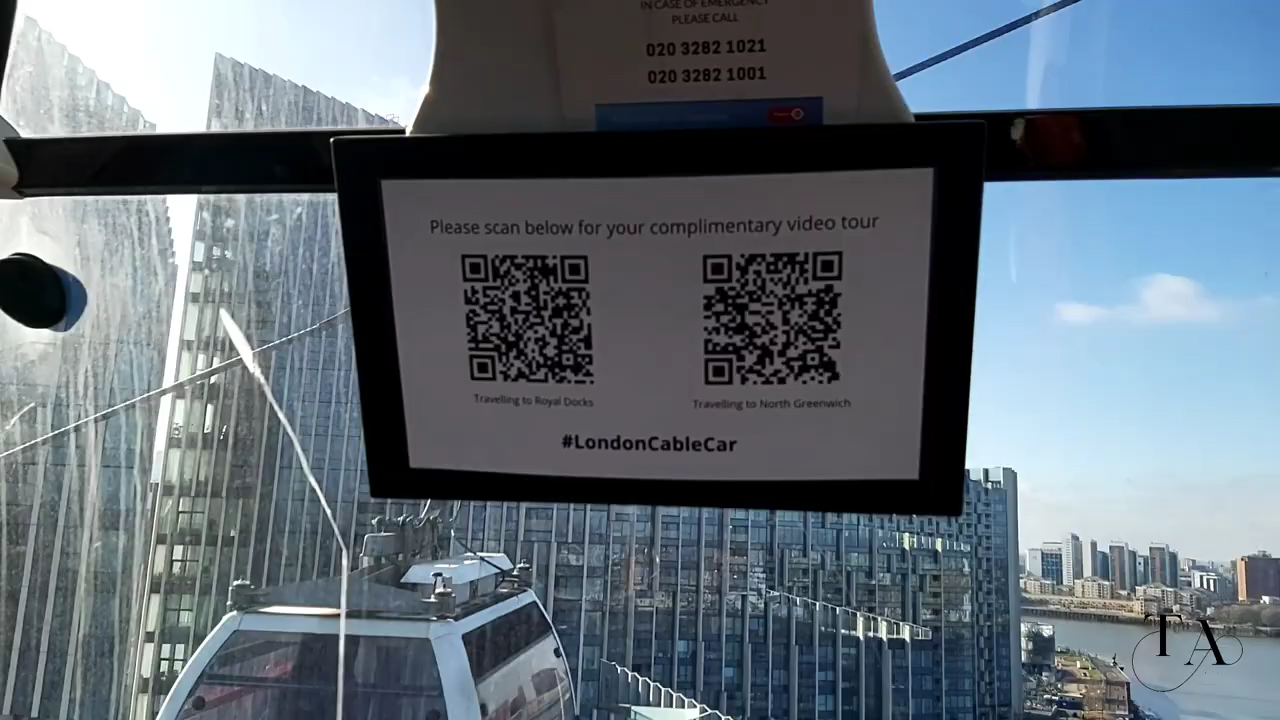 IN CASE OF EMERGENCY
PLEASE CALL
020 3282 1021
020 3282 1001
Please scan below for your complimentary video tour
Travelling to Royal Docks
Travelling to North Greenwich
#LondonCableCar
TA